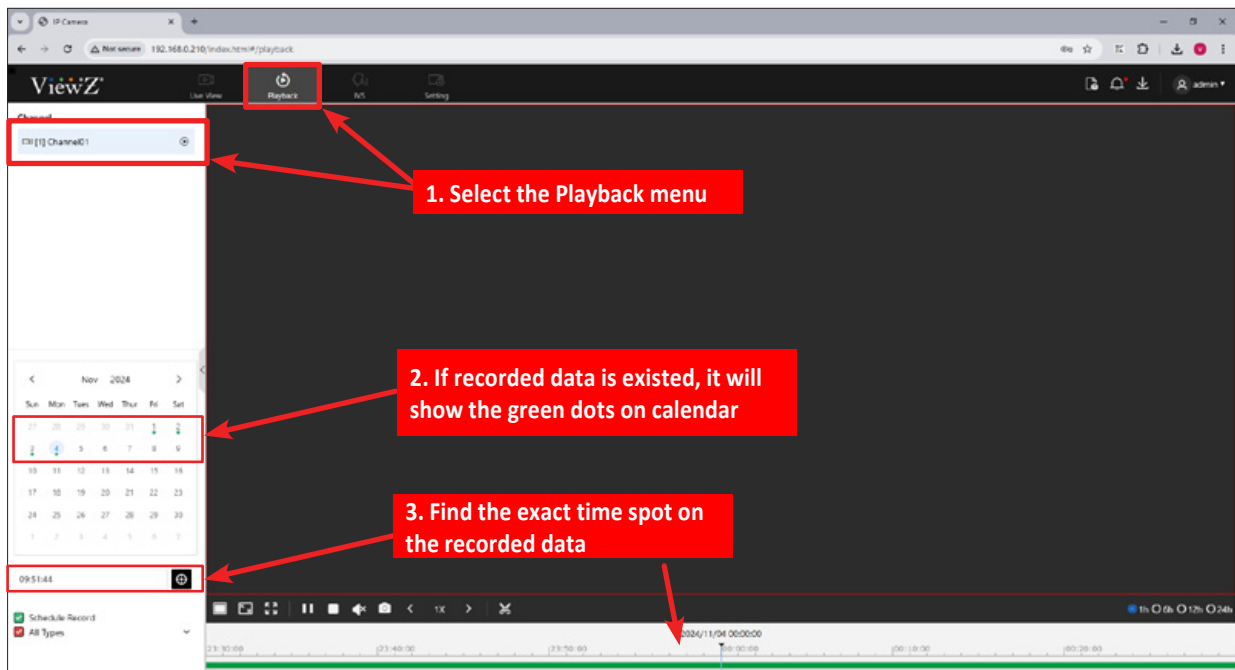 IP Camera
Not secure 192.168.0.210/index.html#/playback
ViewZ
Live View
Playback
IVS
Setting
admin
Channel
[1] Channel01
1. Select the Playback menu
2. If recorded data is existed, it will
show the green dots on calendar
Nov 2024
Sun Mon Tues Wed Thur Fri Sat
27 28 29 30 31 1 2
3 4 5 6 7 8 9
10 11 12 13 14 15 16
17 18 19 20 21 22 23
24 25 26 27 28 29 30
1 2 3 4 5 6 7
3. Find the exact time spot on
the recorded data
09:51:44
1X
1h 6h 12h 24h
Schedule Record
All Types
2024/11/04 00:00:00
23:30:00 23:40:00 23:50:00 00:00:00 00:10:00 00:20:00